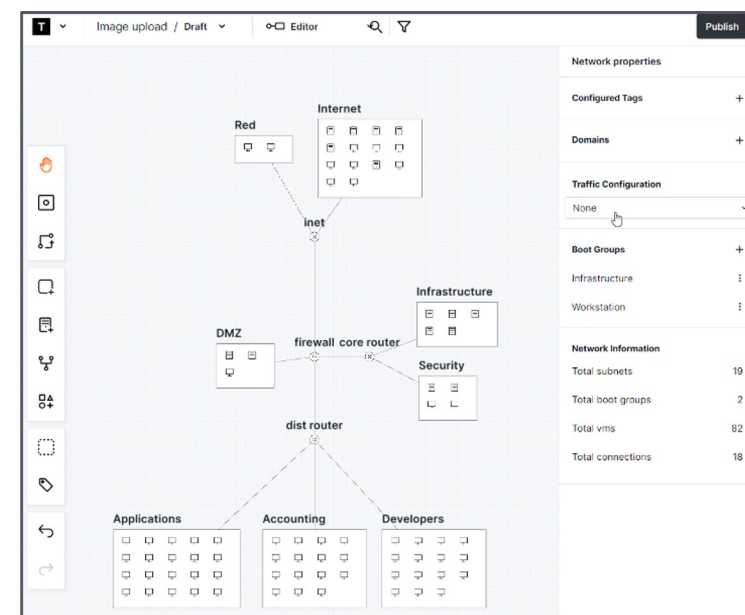 T
Image upload / Draft
Editor
Publish
Network properties
Configured Tags
Domains
Traffic Configuration
None
Boot Groups
Infrastructure
Workstation
Network Information
Total subnets 19
Total boot groups 2
Total vms 82
Total connections 18
Internet
Red
inet
Infrastructure
DMZ
firewall core router
Security
dist router
Applications
Accounting
Developers